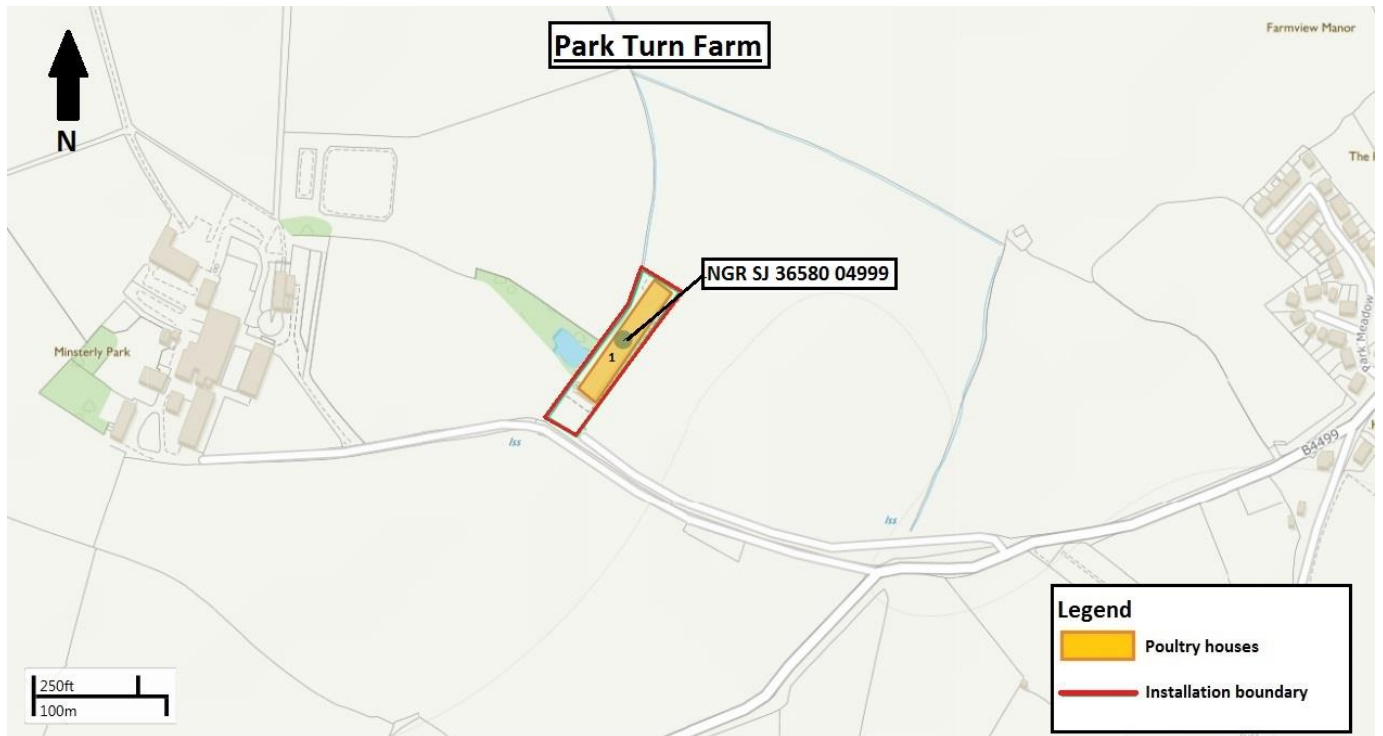 Park Turn Farm
Farmview Manor
N
The
NGR SJ 36580 04999
1
Minsterly Park
Park Meadow
B4499
Iss
Iss
Legend
Poultry houses
Installation boundary
250ft
100m